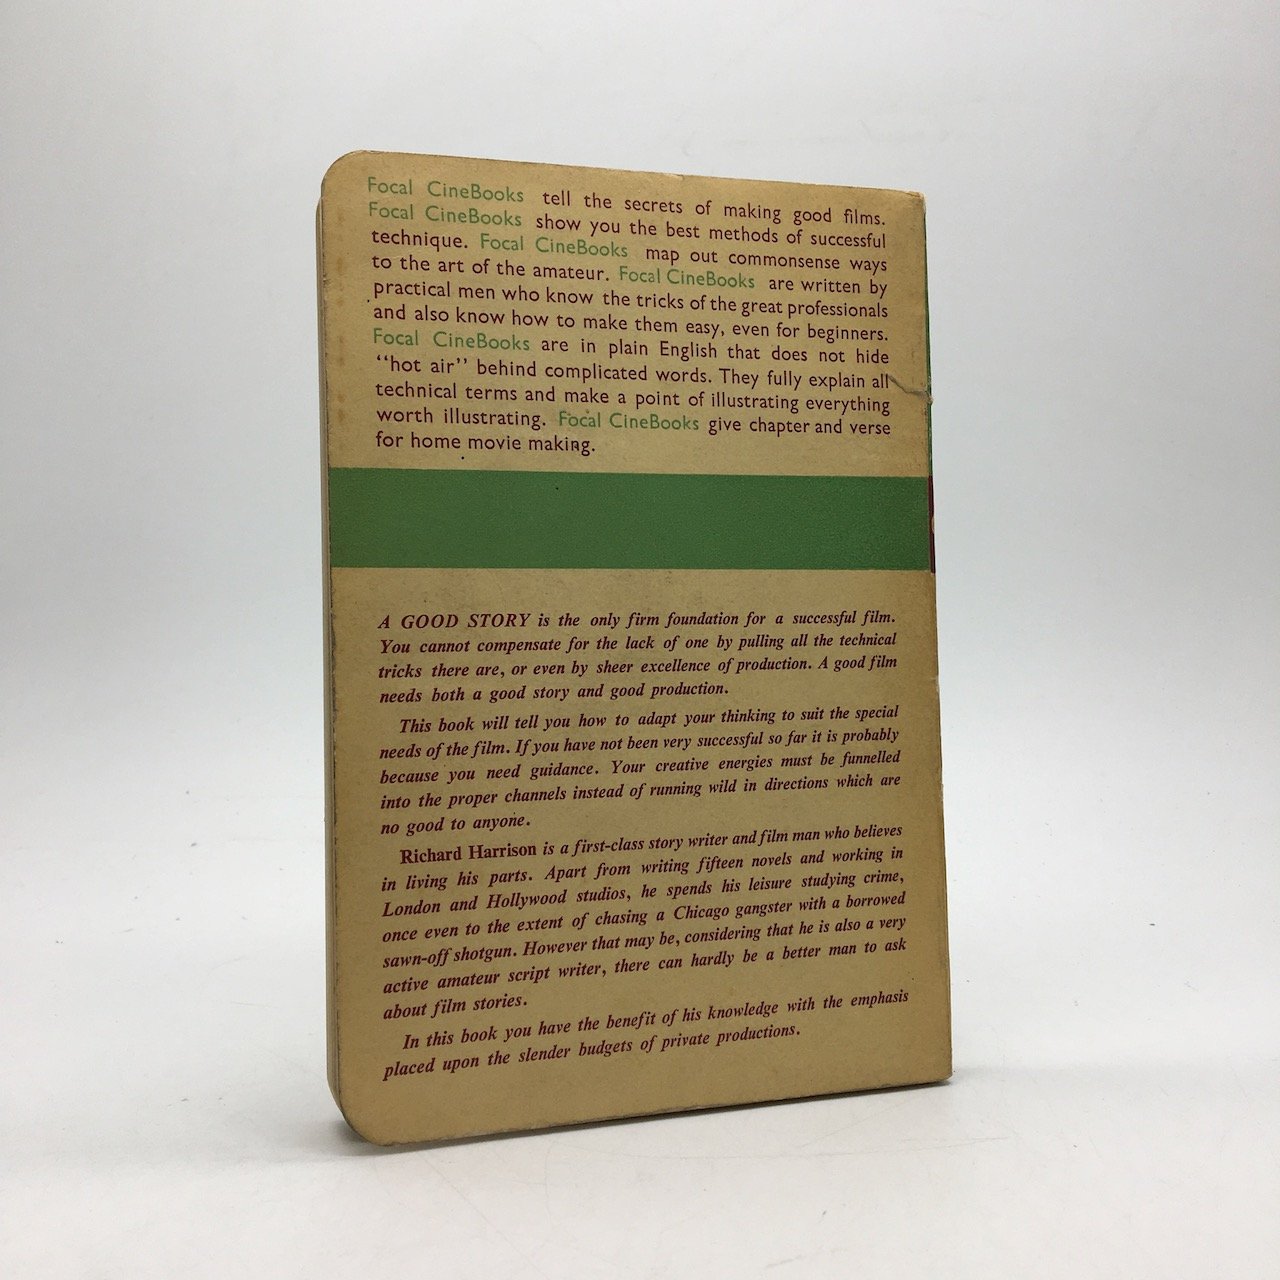 Focal CineBooks tell the secrets of making good films.
Focal CineBooks show you the best methods of successful
technique. Focal CineBooks map out commonsense ways
to the art of the amateur. Focal CineBooks are written by
practical men who know the tricks of the great professionals
and also know how to make them easy, even for beginners.
Focal CineBooks are in plain English that does not hide
"hot air" behind complicated words. They fully explain all
technical terms and make a point of illustrating everything
worth illustrating. Focal CineBooks give chapter and verse
for home movie making.
A GOOD STORY is the only firm foundation for a successful film.
You cannot compensate for the lack of one by pulling all the technical
tricks there are, or even by sheer excellence of production. A good film
needs both a good story and good production.
This book will tell you how to adapt your thinking to suit the special
needs of the film. If you have not been very successful so far it is probably
because you need guidance. Your creative energies must be funnelled
into the proper channels instead of running wild in directions which are
no good to anyone.
Richard Harrison is a first-class story writer and film man who believes
in living his parts. Apart from writing fifteen novels and working in
London and Hollywood studios, he spends his leisure studying crime,
once even to the extent of chasing a Chicago gangster with a borrowed
sawn-off shotgun. However that may be, considering that he is also a very
active amateur script writer, there can hardly be a better man to ask
about film stories.
In this book you have the benefit of his knowledge with the emphasis
placed upon the slender budgets of private productions.